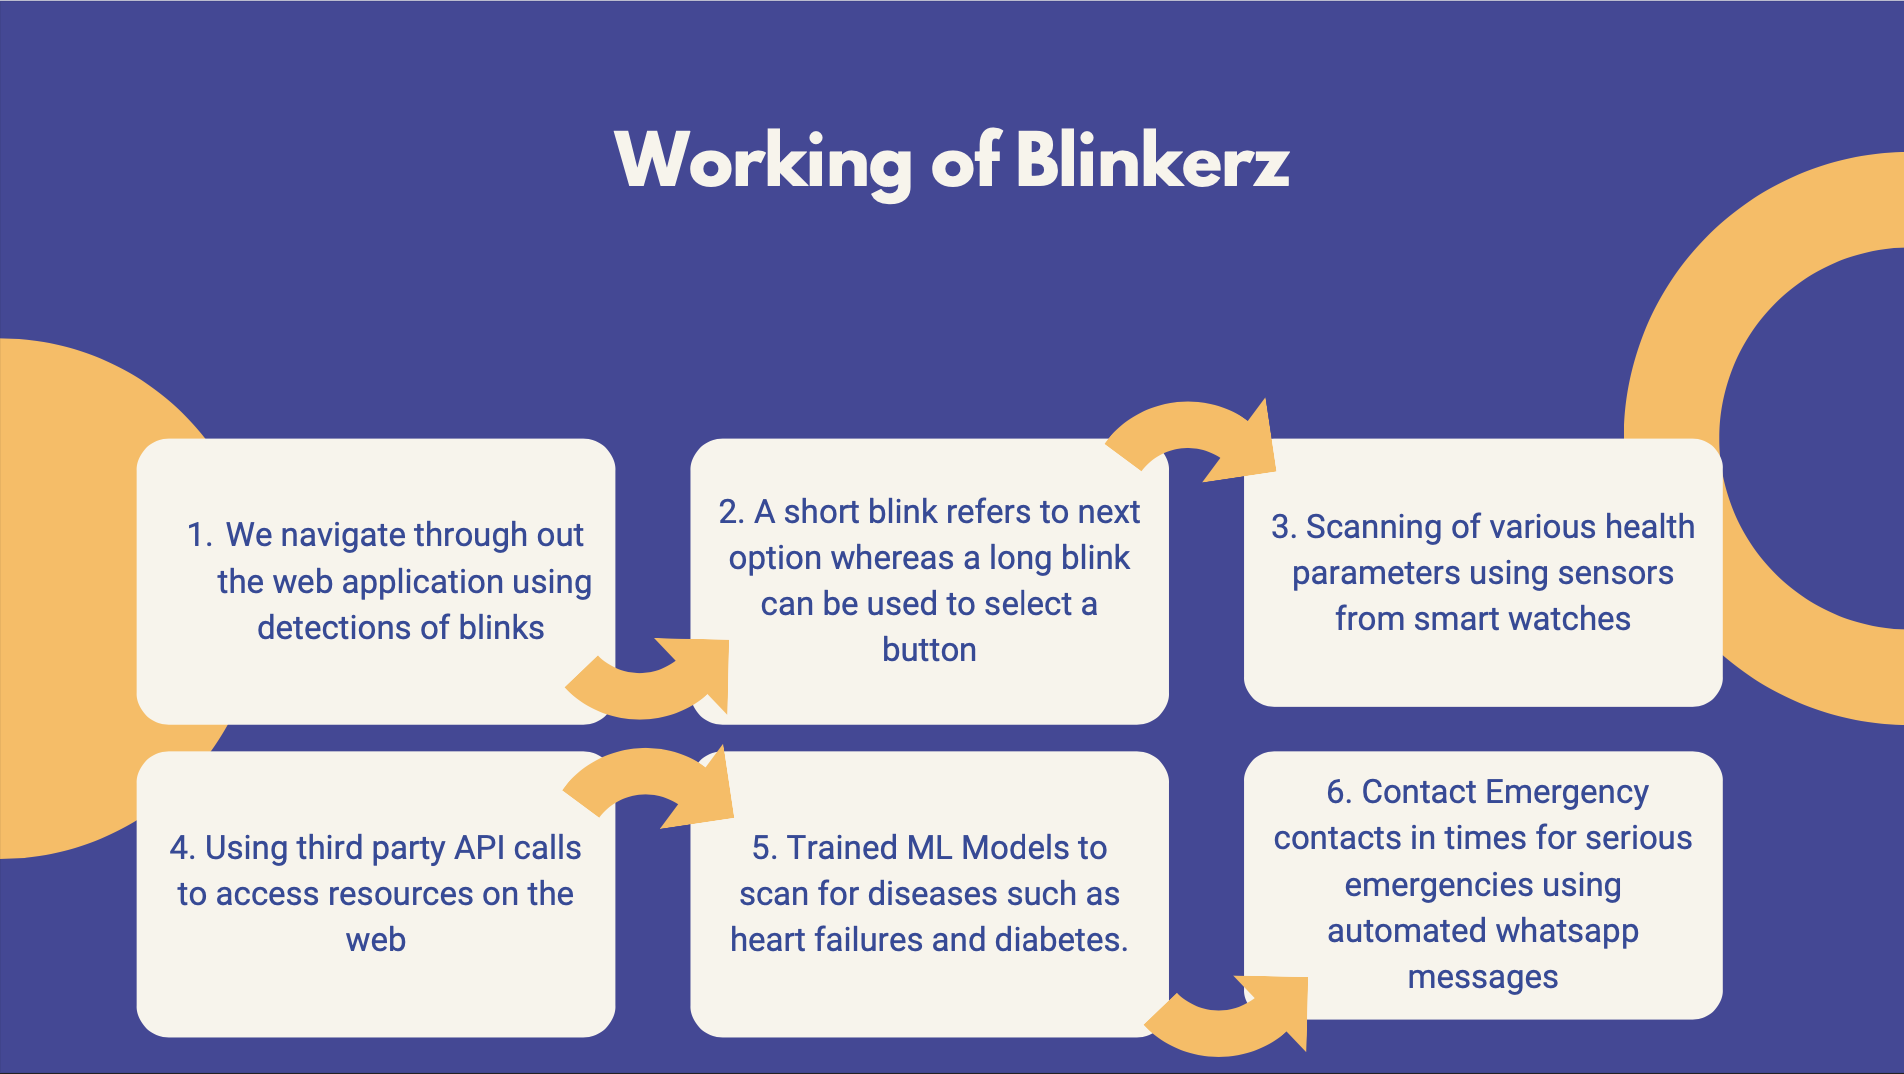 Working of Blinkerz
1. We navigate through out
the web application using
detections of blinks
2. A short blink refers to next
option whereas a long blink
can be used to select a
button
3. Scanning of various health
parameters using sensors
from smart watches
4. Using third party API calls
to access resources on the
web
5. Trained ML Models to
scan for diseases such as
heart failures and diabetes.
6. Contact Emergency
contacts in times for serious
emergencies using
automated whatsapp
messages